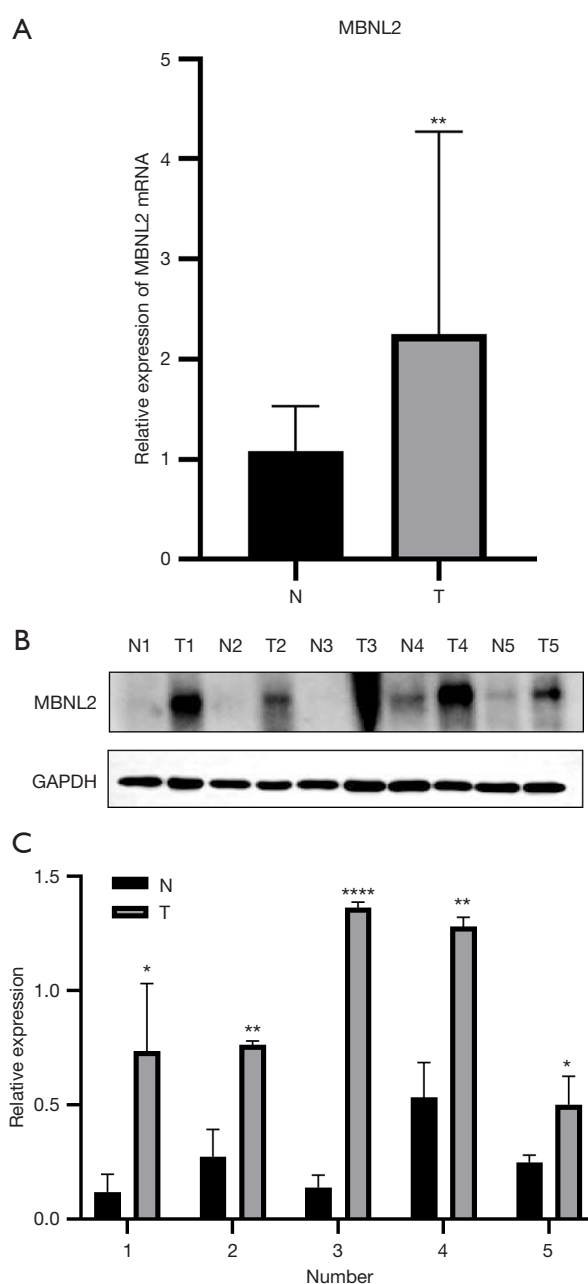 A
MBNL2
Relative expression of MBNL2 mRNA
5
4
3
2
1
0
**
N
T
B
N1 T1 N2 T2 N3 T3 N4 T4 N5 T5
MBNL2
GAPDH
C
N
T
Relative expression
1.5
1.0
0.5
0.0
* ** **** ** *
1 2 3 4 5
Number